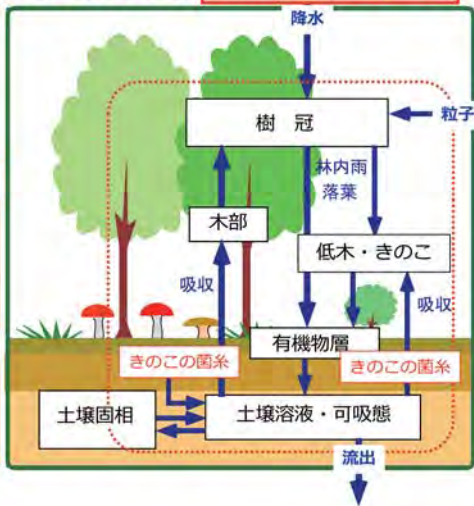 降水
樹 冠
粒子
林内雨
落葉
木部
低木・きのこ
吸収
吸収
有機物層
きのこの菌糸
きのこの菌糸
土壌固相
土壌溶液・可吸態
流出